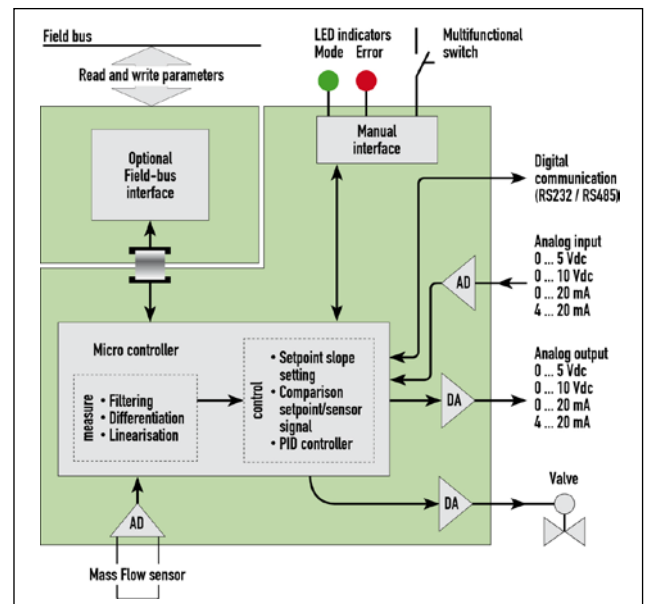 Field bus
Read and write parameters
LED indicators
Mode Error
Multifunctional
switch
Manual
interface
Optional
Field-bus
interface
Digital
communication
(RS232 / RS485)
Analog input
0 ... 5 Vdc
0 ... 10 Vdc
0 ... 20 mA
4 ... 20 mA
AD
Micro controller
measure
• Filtering
• Differentiation
• Linearisation
control
• Setpoint slope
setting
• Comparison
setpoint/sensor
signal
• PID controller
DA
Analog output
0 ... 5 Vdc
0 ... 10 Vdc
0 ... 20 mA
4 ... 20 mA
DA
Valve
AD
Mass Flow sensor